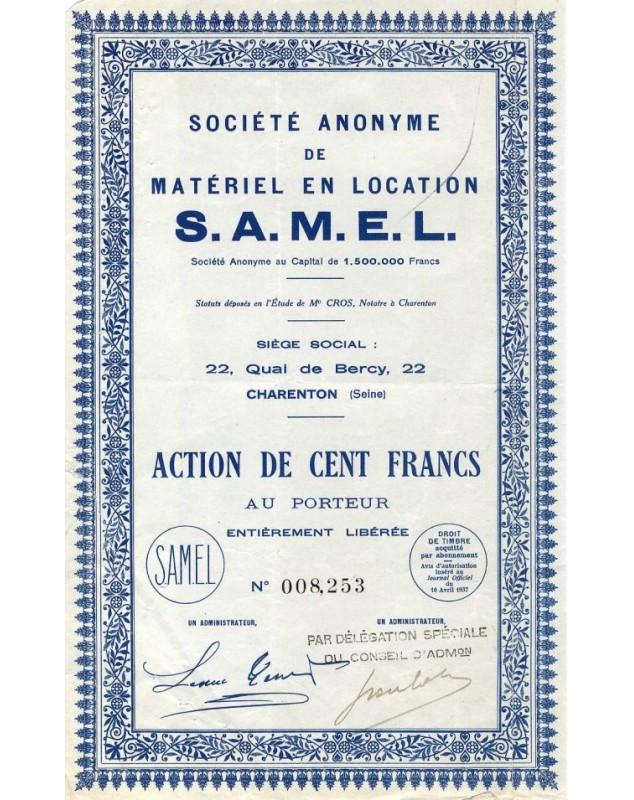 SOCIÉTÉ ANONYME
DE
MATÉRIEL EN LOCATION
S.A.M.E.L.
Société Anonyme au Capital de 1.500.000 Francs
Statuts déposés en l'Étude de Me CROS, Notaire à Charenton
SIÈGE SOCIAL :
22, Quai de Bercy, 22
CHARENTON (Seine)
ACTION DE CENT FRANCS
AU PORTEUR
ENTIÈREMENT LIBÉRÉE
SAMEL
N° 008,253
DROIT
DE TIMBRE
acquitté
par abonnement
Avis d'autorisation
inséré au
Journal Officiel
du
10 Avril 1937
UN ADMINISTRATEUR,
UN ADMINISTRATEUR,
PAR DÉLÉGATION SPÉCIALE
DU CONSEIL D'ADMON